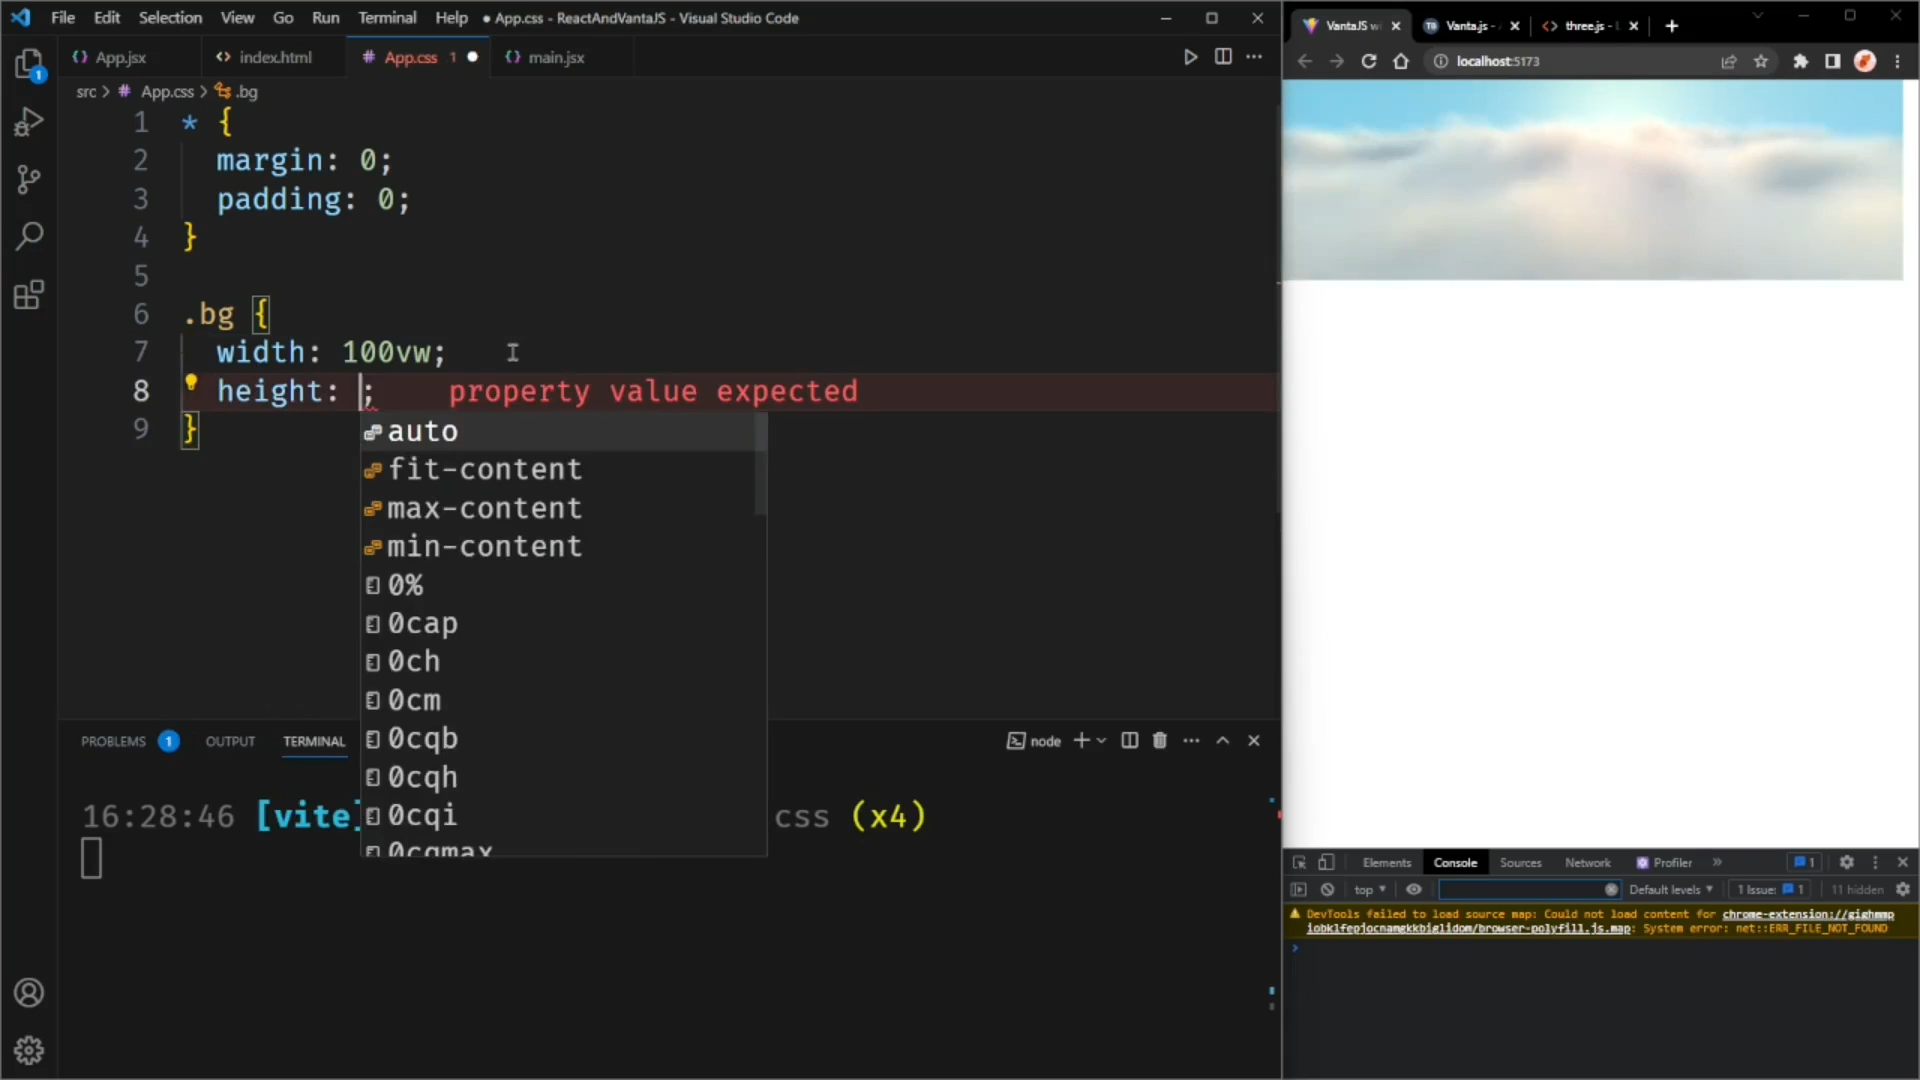 File Edit Selection View Go Run Terminal Help ● App.css - ReactAndVantaJS - Visual Studio Code
App.jsx index.html # App.css 1 main.jsx
src > # App.css > .bg
1 * {
2 margin: 0;
3 padding: 0;
4 }
5
6 .bg {
7 width: 100vw;
8 height: ; property value expected
9 }
auto
fit-content
max-content
min-content
0%
0cap
0ch
0cm
0cqb
0cqh
0cqi
0cqmax
PROBLEMS 1 OUTPUT TERMINAL
node
16:28:46 [vite] css (x4)
1
VantaJS wi Vanta.js - three.js -
localhost:5173
Elements Console Sources Network Profiler » 1
top Default levels 1 Issue: 1 11 hidden
DevTools failed to load source map: Could not load content for chrome-extension://gighmmp
iobklfepjocnamgkkbiglidom/browser-polyfill.js.map: System error: net::ERR_FILE_NOT_FOUND